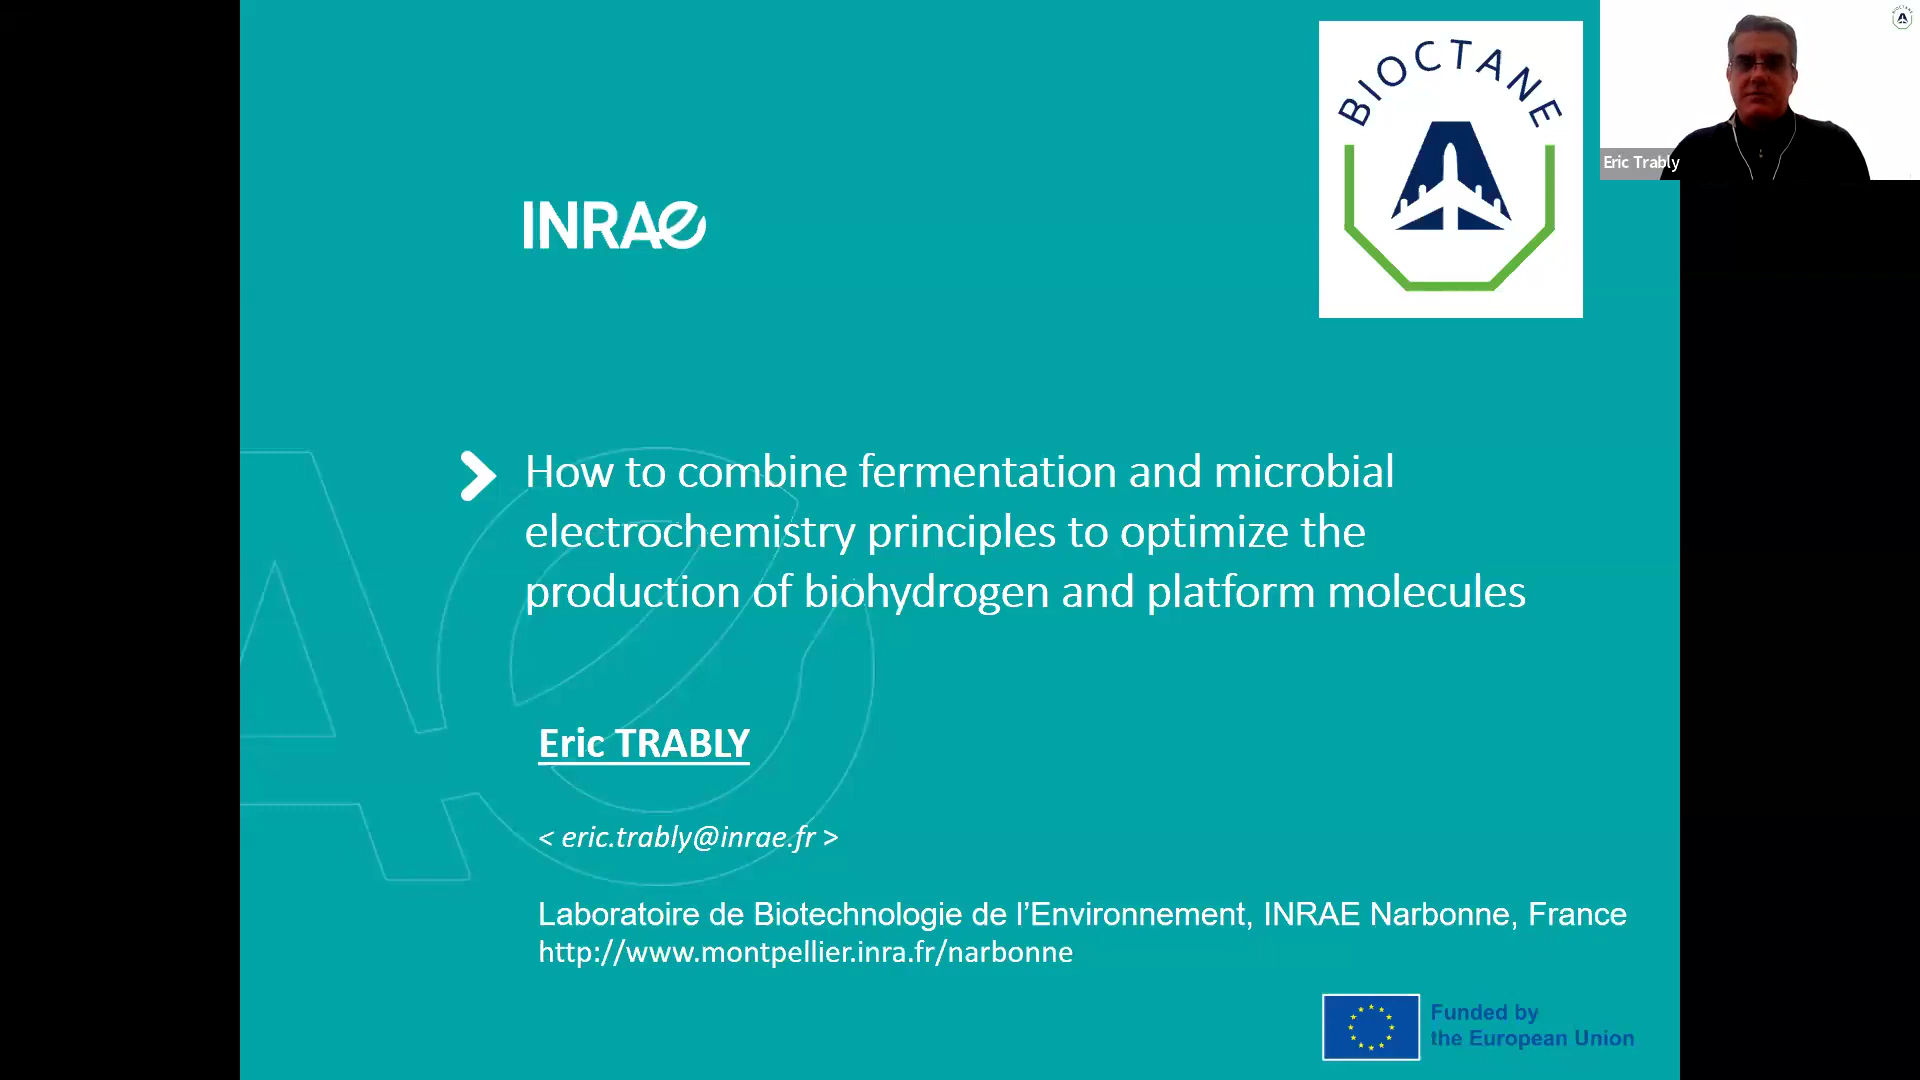 BIOCTANE
Eric Trably
INRAE
How to combine fermentation and microbial
electrochemistry principles to optimize the
production of biohydrogen and platform molecules
Eric TRABLY
< eric.trably@inrae.fr >
Laboratoire de Biotechnologie de l’Environnement, INRAE Narbonne, France
http://www.montpellier.inra.fr/narbonne
Funded by
the European Union